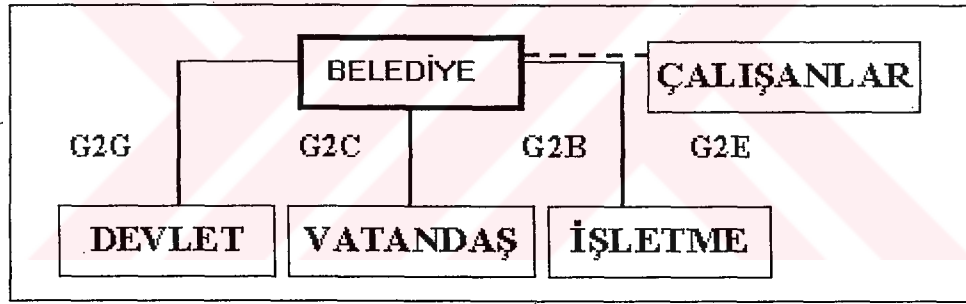 BELEDİYE
ÇALIŞANLAR
G2G G2C G2B G2E
DEVLET VATANDAŞ İŞLETME